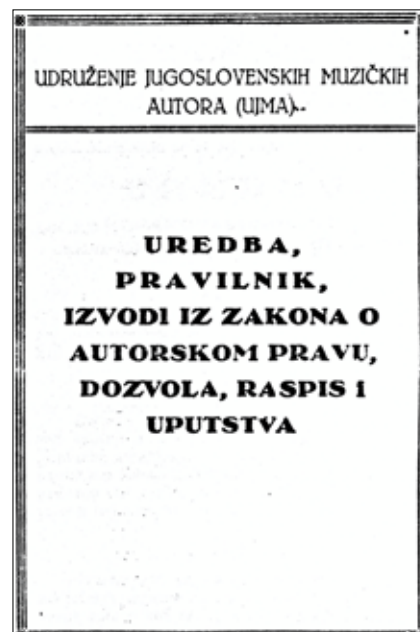 UDRUŽENJE JUGOSLOVENSKIH MUZIČKIH
AUTORA (UJMA)..
UREDBA,
PRAVILNIK,
IZVODI IZ ZAKONA O
AUTORSKOM PRAVU,
DOZVOLA, RASPIS i
UPUTSTVA